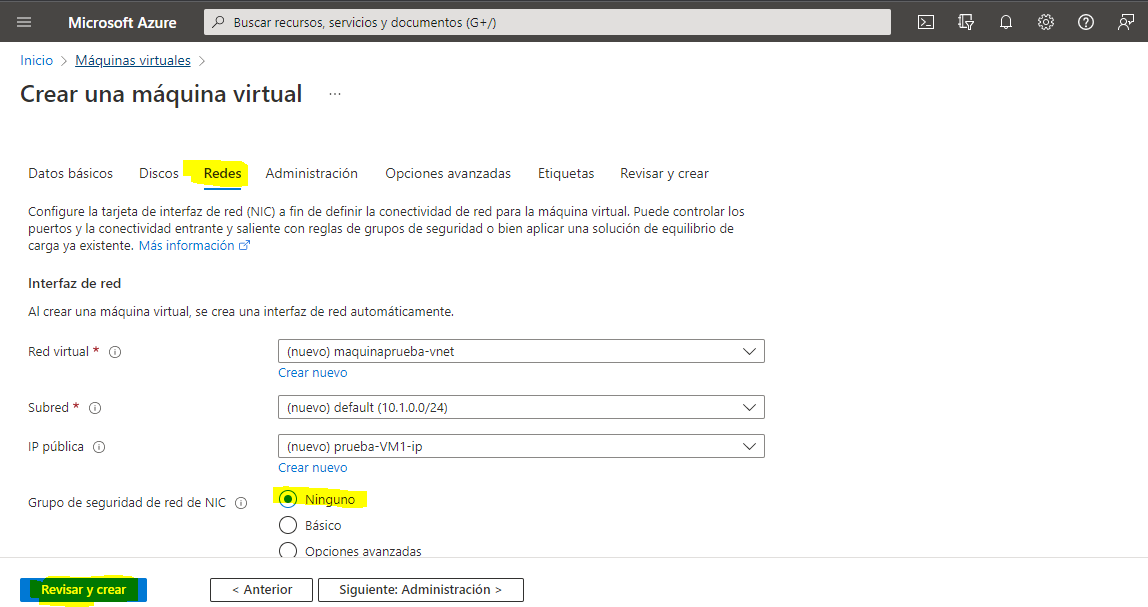 Microsoft Azure
Buscar recursos, servicios y documentos (G+/)
Inicio > Máquinas virtuales >
Crear una máquina virtual ...
Datos básicos Discos Redes Administración Opciones avanzadas Etiquetas Revisar y crear
Configure la tarjeta de interfaz de red (NIC) a fin de definir la conectividad de red para la máquina virtual. Puede controlar los
puertos y la conectividad entrante y saliente con reglas de grupos de seguridad o bien aplicar una solución de equilibrio de
carga ya existente. Más información
Interfaz de red
Al crear una máquina virtual, se crea una interfaz de red automáticamente.
Red virtual * (nuevo) maquinaprueba-vnet
Crear nuevo
Subred * (nuevo) default (10.1.0.0/24)
IP pública (nuevo) prueba-VM1-ip
Crear nuevo
Grupo de seguridad de red de NIC Ninguno
Básico
Opciones avanzadas
Revisar y crear < Anterior Siguiente: Administración >